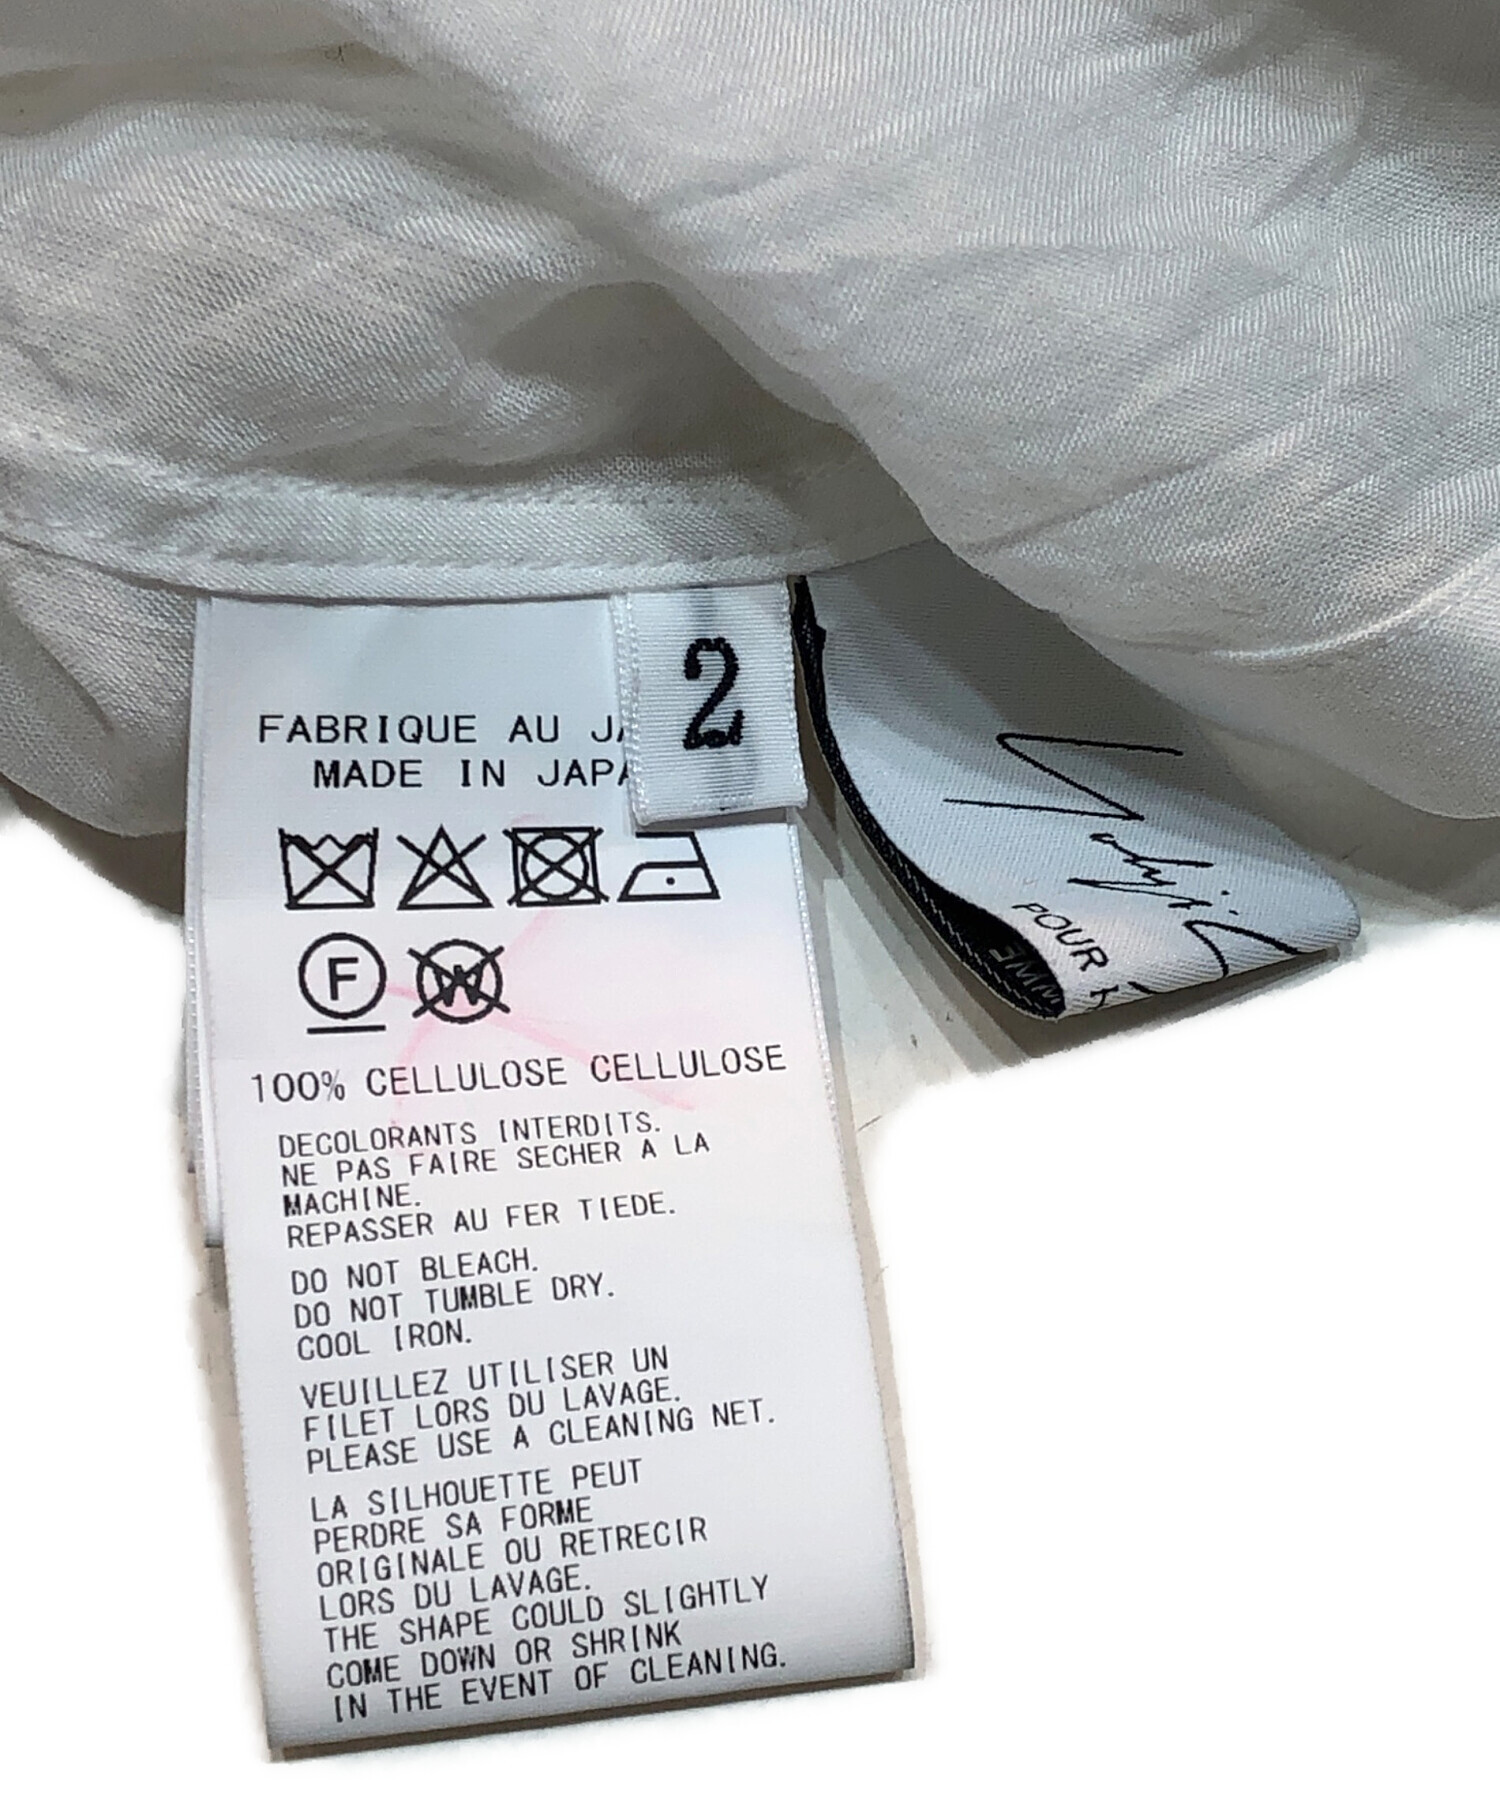 FABRIQUE AU
MADE IN
2
POUR
F
W
100% CELLULOSE CELLULOSE
DECOLORANTS INTERDITS.
NE PAS FAIRE SECHER A LA
MACHINE.
REPASSER AU FER TIEDE.
DO NOT BLEACH.
DO NOT TUMBLE DRY.
COOL IRON.
VEUILLEZ UTILISER UN
FILET LORS DU LAVAGE.
PLEASE USE A CLEANING NET.
LA SILHOUETTE PEUT
PERDRE SA FORME
ORIGINALE OU RETRECIR
LORS DU LAVAGE.
THE SHAPE COULD SLIGHTLY
COME DOWN OR SHRINK
IN THE EVENT OF CLEANING.